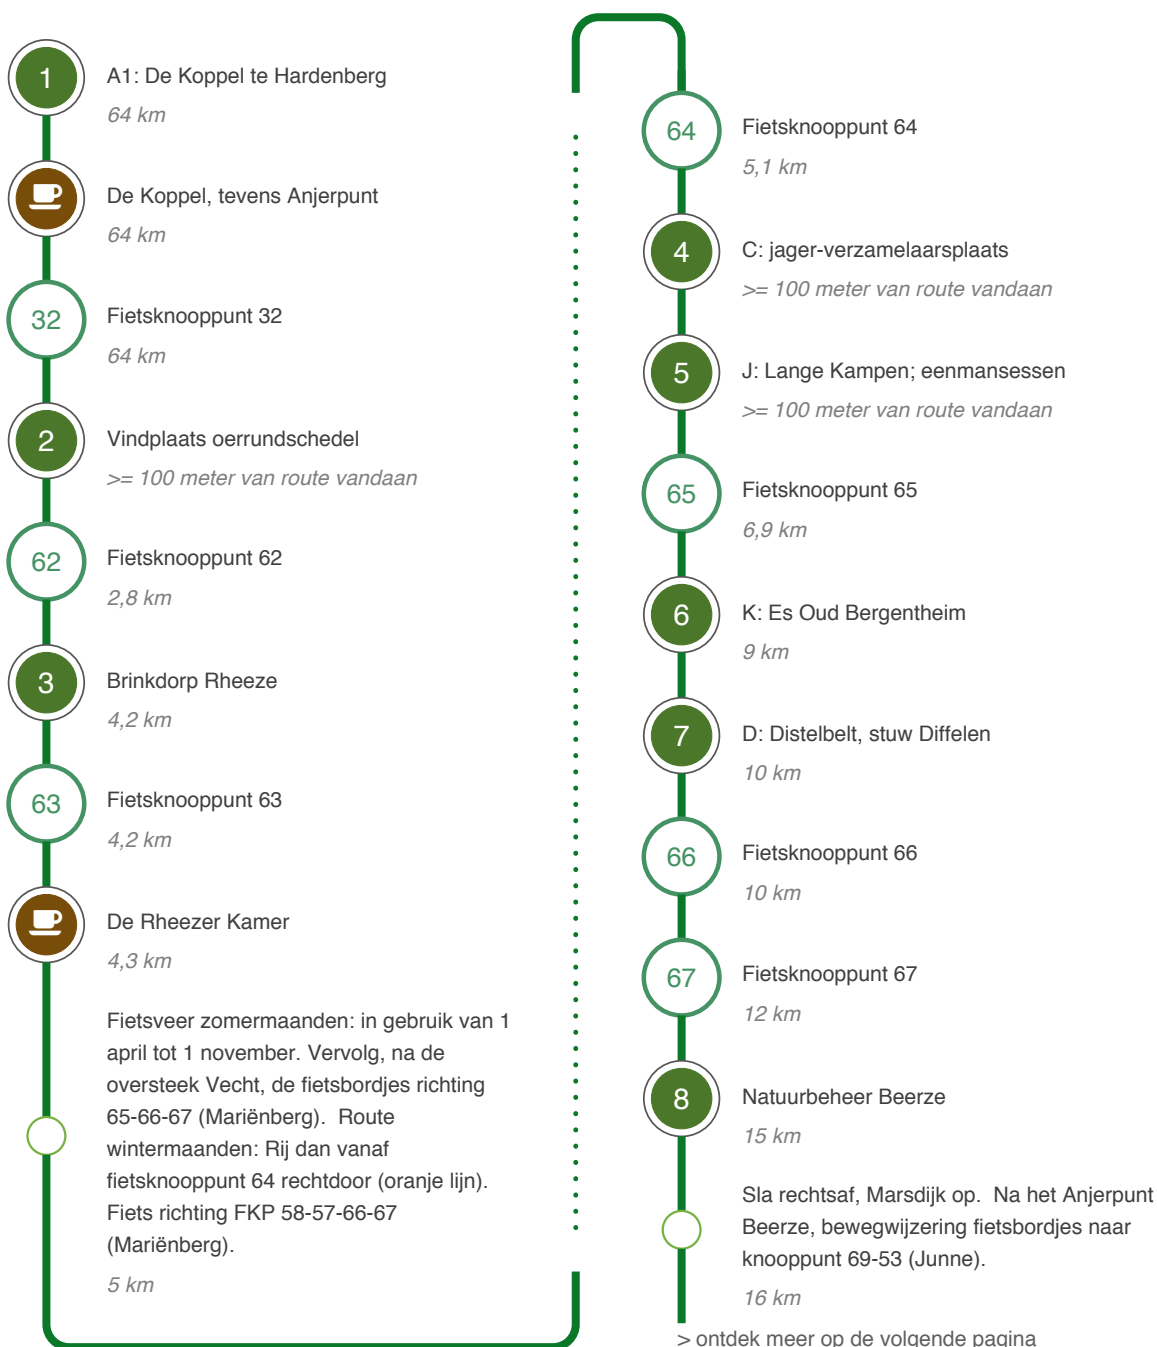 1
A1: De Koppel te Hardenberg
64 km
De Koppel, tevens Anjerpunt
64 km
32
Fietsknooppunt 32
64 km
2
Vindplaats oerrundschedel
>= 100 meter van route vandaan
62
Fietsknooppunt 62
2,8 km
3
Brinkdorp Rheeze
4,2 km
63
Fietsknooppunt 63
4,2 km
De Rheezer Kamer
4,3 km
Fietsveer zomermaanden: in gebruik van 1
april tot 1 november. Vervolg, na de
oversteek Vecht, de fietsbordjes richting
65-66-67 (Mariënberg).  Route
wintermaanden: Rij dan vanaf
fietsknooppunt 64 rechtdoor (oranje lijn).
Fiets richting FKP 58-57-66-67
(Mariënberg).
5 km
64
Fietsknooppunt 64
5,1 km
4
C: jager-verzamelaarsplaats
>= 100 meter van route vandaan
5
J: Lange Kampen; eenmansessen
>= 100 meter van route vandaan
65
Fietsknooppunt 65
6,9 km
6
K: Es Oud Bergentheim
9 km
7
D: Distelbelt, stuw Diffelen
10 km
66
Fietsknooppunt 66
10 km
67
Fietsknooppunt 67
12 km
8
Natuurbeheer Beerze
15 km
Sla rechtsaf, Marsdijk op.  Na het Anjerpunt
Beerze, bewegwijzering fietsbordjes naar
knooppunt 69-53 (Junne).
16 km
> ontdek meer op de volgende pagina